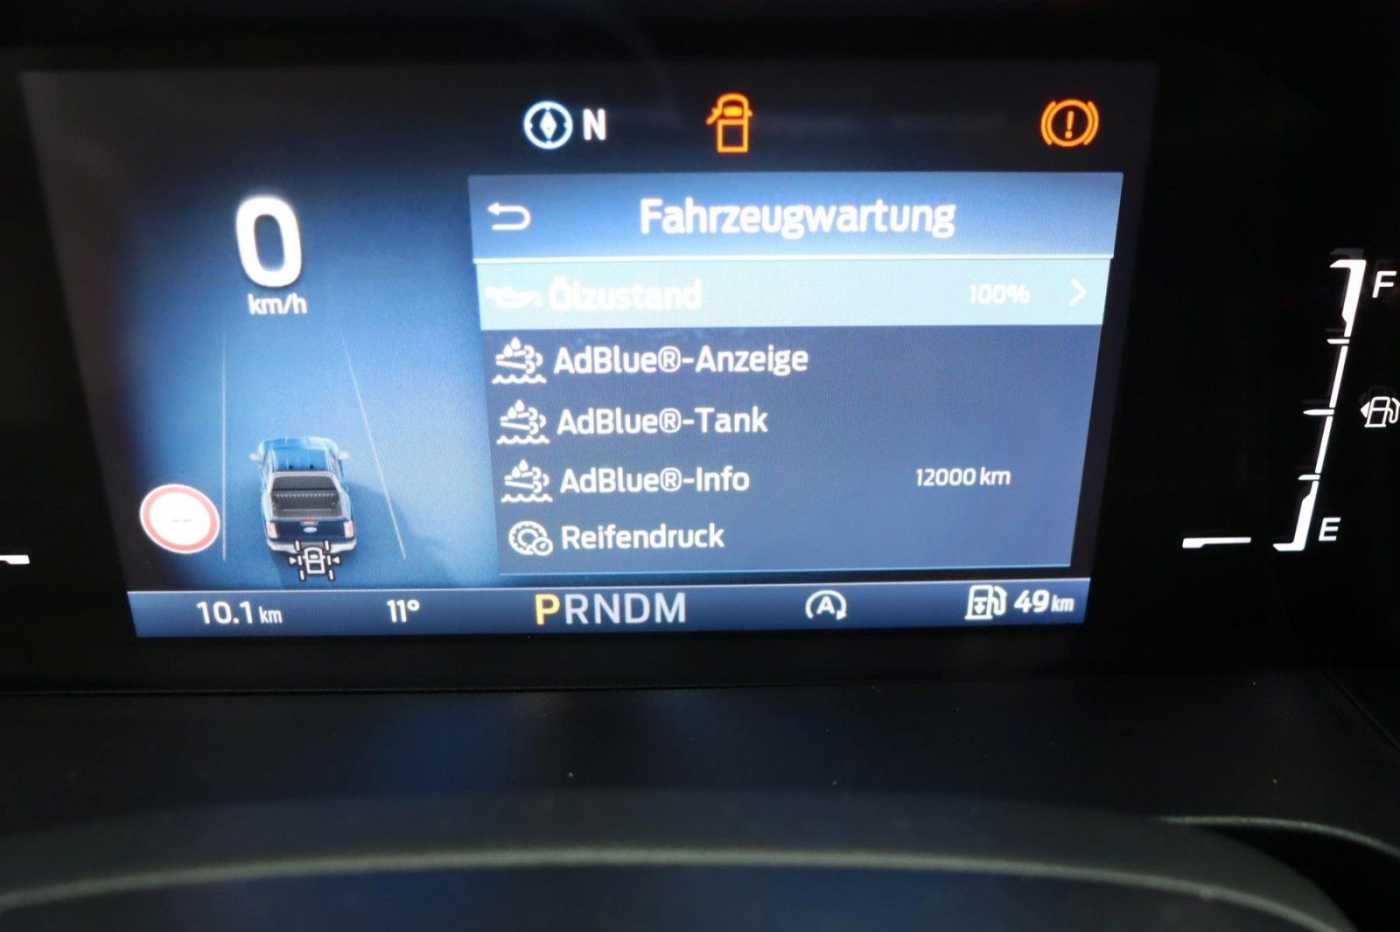 N
0
km/h
Fahrzeugwartung
Ölzustand 100%
AdBlue®-Anzeige
AdBlue®-Tank
AdBlue®-Info 12000 km
Reifendruck
F
E
10.1 km 11° PRNDM A 49 km